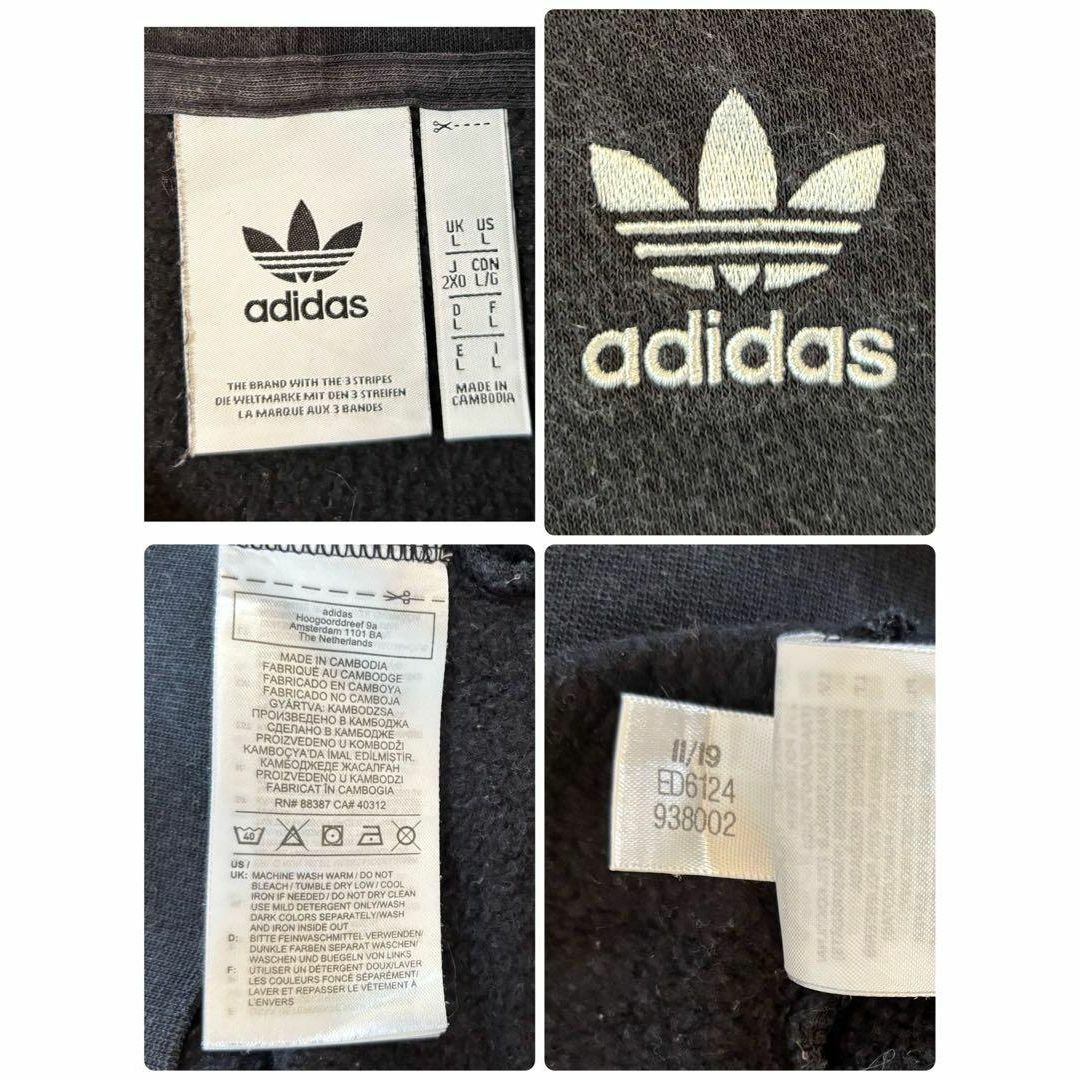 adidas
THE BRAND WITH THE 3 STRIPES
DIE WELTMARKE MIT DEN 3 STREIFEN
LA MARQUE AUX 3 BANDES
UK US
L L
J CDN
2XO L/G
D F
L L
E I
L L
MADE IN
CAMBODIA
adidas
adidas
Hoogoorddreef 9a
Amsterdam 1101 BA
The Netherlands
MADE IN CAMBODIA
FABRIQUÉ AU CAMBODGE
FABRICADO EN CAMBOYA
FABRICADO NO CAMBOJA
GYÁRTVA: KAMBODZSA
ПРОИЗВЕДЕНО В КАМБОДЖА
СДЕЛАНО В КАМБОДЖЕ
PROIZVEDENO U KOMBODŽI
KAMBOÇYA'DA İMAL EDİLMİŞTİR.
КАМБОДЖЕДЕ ЖАСАЛҒАН
PROIZVEDENO U KAMBODŽI
FABRICAT ÎN CAMBOGIA
RN# 88387 CA# 40312
40
US /
UK: MACHINE WASH WARM / DO NOT
BLEACH / TUMBLE DRY LOW / COOL
IRON IF NEEDED / DO NOT DRY CLEAN
USE MILD DETERGENT ONLY/WASH
DARK COLORS SEPARATELY/WASH
AND IRON INSIDE OUT
D: BITTE FEINWASCHMITTEL VERWENDEN/
DUNKLE FARBEN SEPARAT WASCHEN/
WASCHEN UND BUEGELN VON LINKS
F: UTILISER UN DÉTERGENT DOUX/LAVER
LES COULEURS FONCÉ SÉPARÉMENT/
LAVER ET REPASSER LE VÊTEMENT À
L'ENVERS
11/19
ED6124
938002